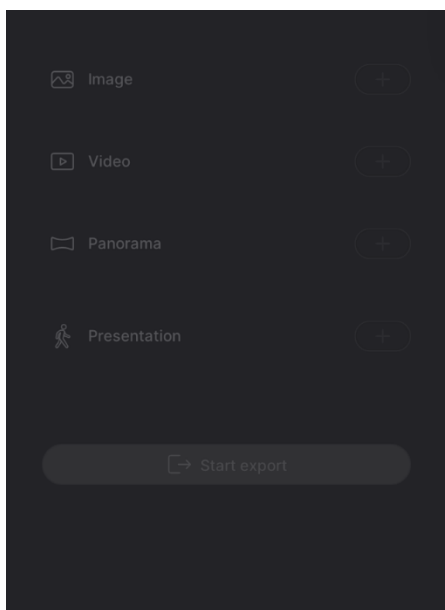 Image
Video
Panorama
Presentation
Start export